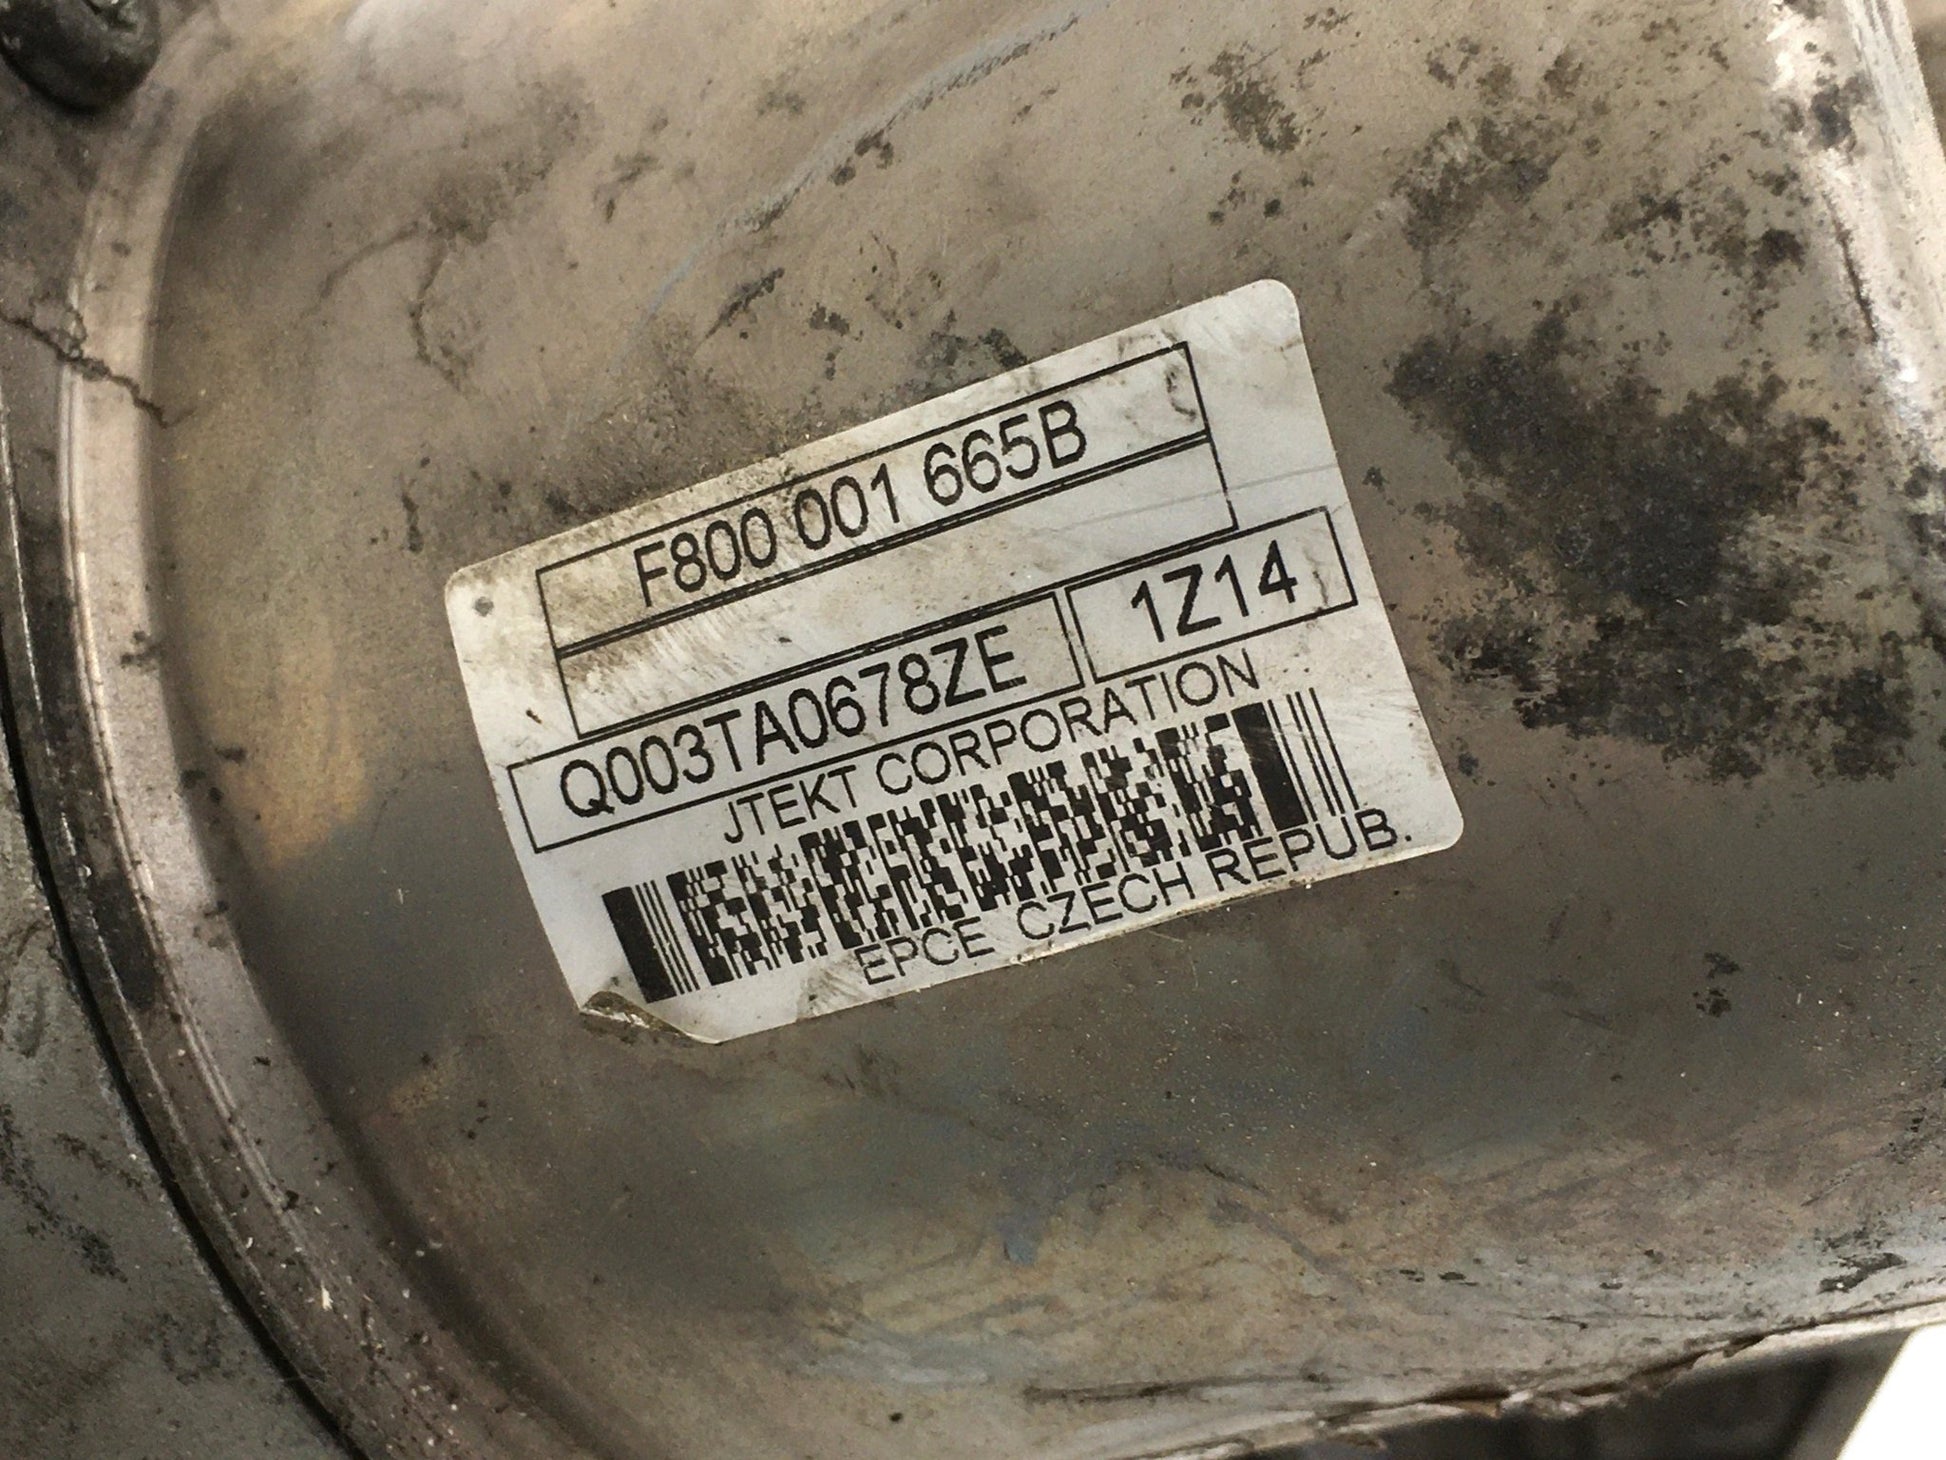 F800 001 665B
Q003TA0678ZE 1Z14
JTEKT CORPORATION
EPCE CZECH REPUB.